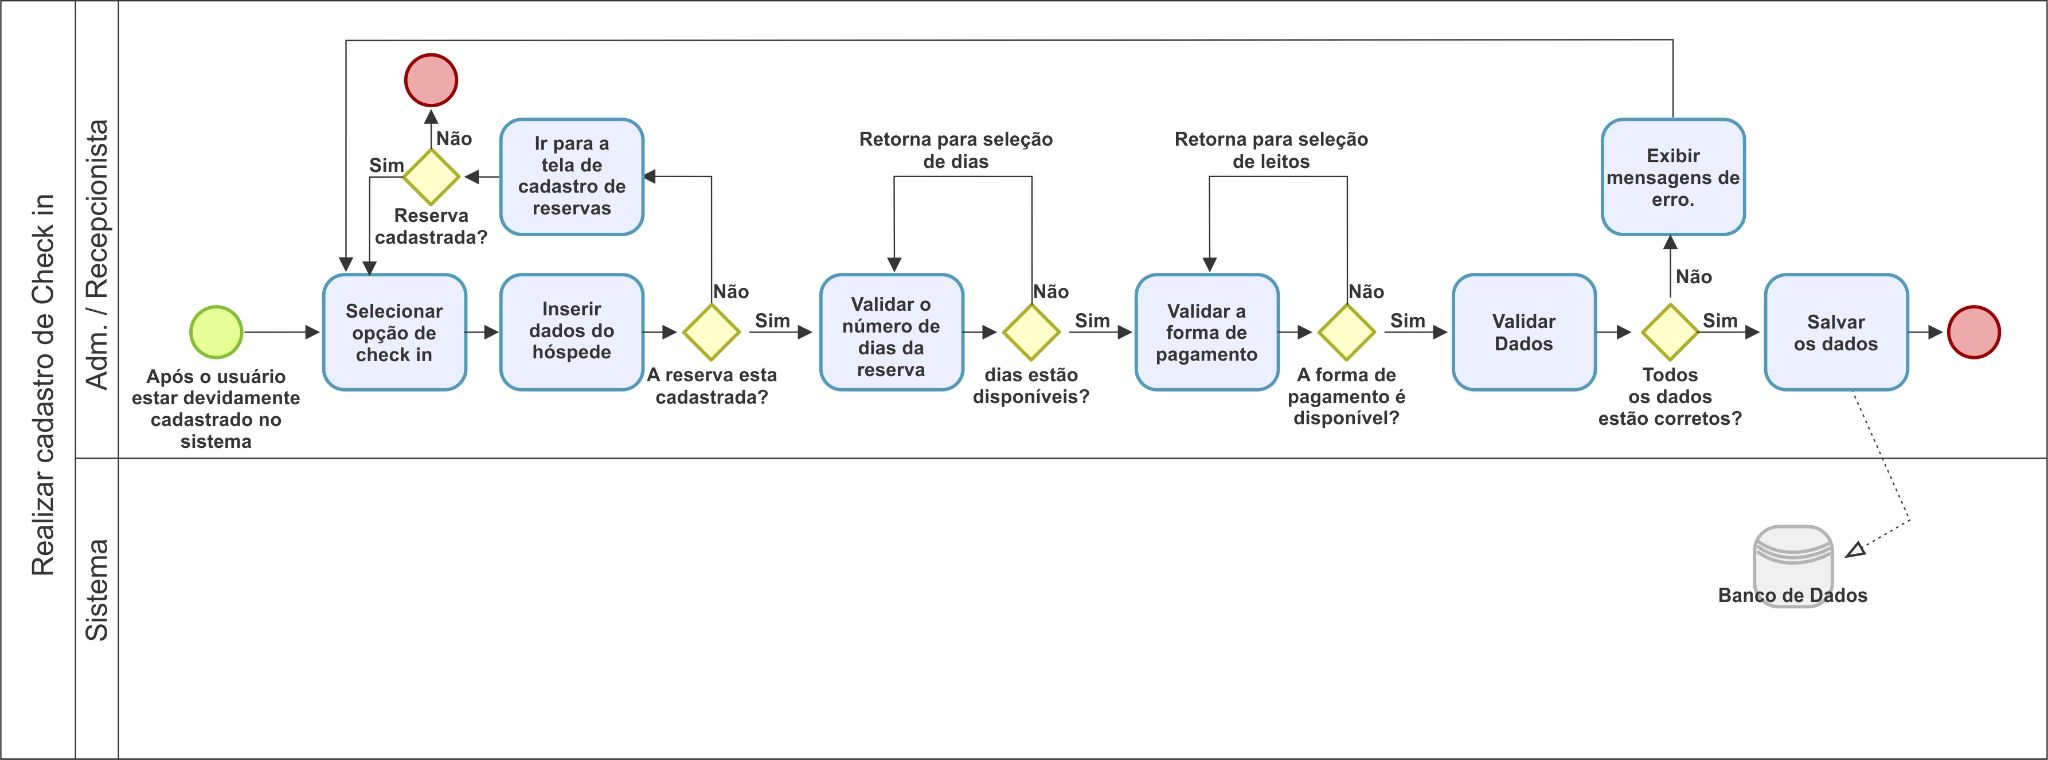 Realizar cadastro de Check in
Adm. / Recepcionista
Sistema
Após o usuário
estar devidamente
cadastrado no
sistema
Selecionar
opção de
check in
Inserir
dados do
hóspede
A reserva esta
cadastrada?
Não
Sim
Ir para a
tela de
cadastro de
reservas
Reserva
cadastrada?
Não
Sim
Validar o
número de
dias da
reserva
dias estão
disponíveis?
Não
Retorna para seleção
de dias
Sim
Validar a
forma de
pagamento
A forma de
pagamento é
disponível?
Não
Retorna para seleção
de leitos
Sim
Validar
Dados
Todos
os dados
estão corretos?
Não
Exibir
mensagens de
erro.
Sim
Salvar
os dados
Banco de Dados